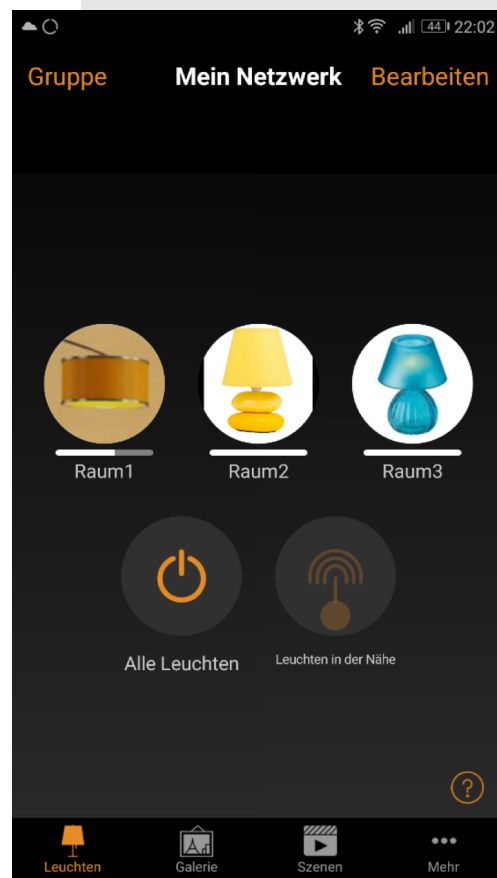 44 22:02
Gruppe Mein Netzwerk Bearbeiten
Raum1 Raum2 Raum3
Alle Leuchten Leuchten in der Nähe
?
Leuchten Galerie Szenen Mehr